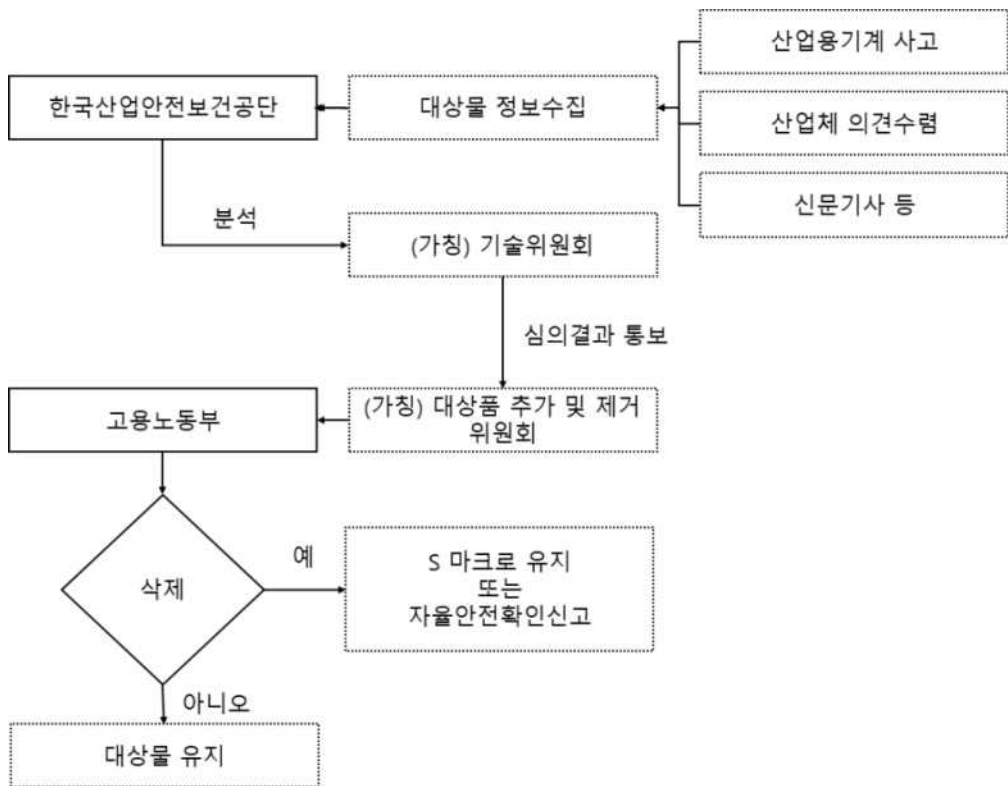 산업용기계 사고
한국산업안전보건공단
대상물 정보수집
산업체 의견수렴
신문기사 등
분석
(가칭) 기술위원회
심의결과 통보
(가칭) 대상품 추가 및 제거
위원회
고용노동부
삭제
예
S 마크로 유지
또는
자율안전확인신고
아니오
대상물 유지